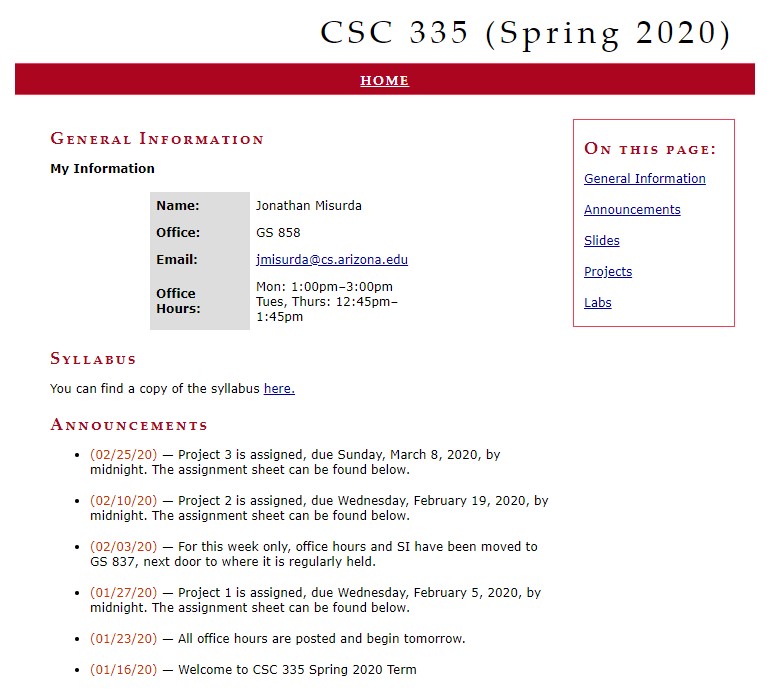 CSC 335 (Spring 2020)
HOME
General Information
My Information
Name: Jonathan Misurda
Office: GS 858
Email: jmisurda@cs.arizona.edu
Office Hours:
Mon: 1:00pm–3:00pm
Tues, Thurs: 12:45pm–
1:45pm
On this page:
General Information
Announcements
Slides
Projects
Labs
Syllabus
You can find a copy of the syllabus here.
Announcements
• (02/25/20) — Project 3 is assigned, due Sunday, March 8, 2020, by
midnight. The assignment sheet can be found below.
• (02/10/20) — Project 2 is assigned, due Wednesday, February 19, 2020, by
midnight. The assignment sheet can be found below.
• (02/03/20) — For this week only, office hours and SI have been moved to
GS 837, next door to where it is regularly held.
• (01/27/20) — Project 1 is assigned, due Wednesday, February 5, 2020, by
midnight. The assignment sheet can be found below.
• (01/23/20) — All office hours are posted and begin tomorrow.
• (01/16/20) — Welcome to CSC 335 Spring 2020 Term